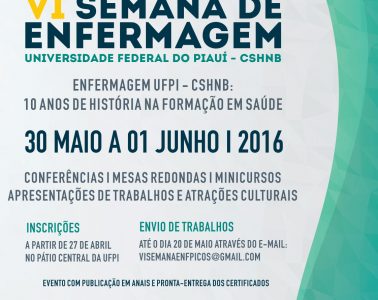 VI SEMANA DE
ENFERMAGEM
UNIVERSIDADE FEDERAL DO PIAUÍ - CSHNB
ENFERMAGEM UFPI - CSHNB:
10 ANOS DE HISTÓRIA NA FORMAÇÃO EM SAÚDE
30 MAIO A 01 JUNHO | 2016
CONFERÊNCIAS | MESAS REDONDAS | MINICURSOS
APRESENTAÇÕES DE TRABALHOS E ATRAÇÕES CULTURAIS
INSCRIÇÕES
A PARTIR DE 27 DE ABRIL
NO PÁTIO CENTRAL DA UFPI
ENVIO DE TRABALHOS
ATÉ O DIA 20 DE MAIO ATRAVÉS DO E-MAIL:
VISEMANAENFPICOS@GMAIL.COM
EVENTO COM PUBLICAÇÃO EM ANAIS E PRONTA-ENTREGA DOS CERTIFICADOS